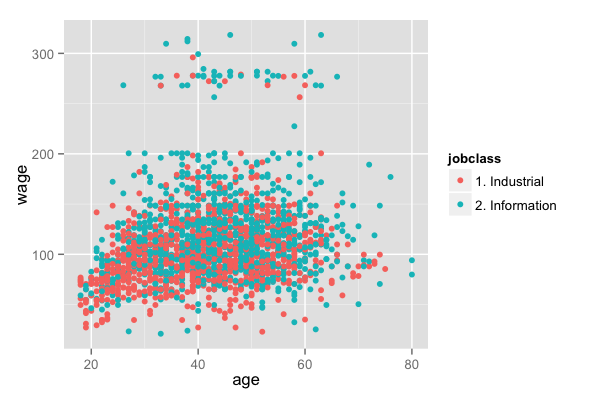 300
200
100
wage
20 40 60 80
age
jobclass
1. Industrial
2. Information